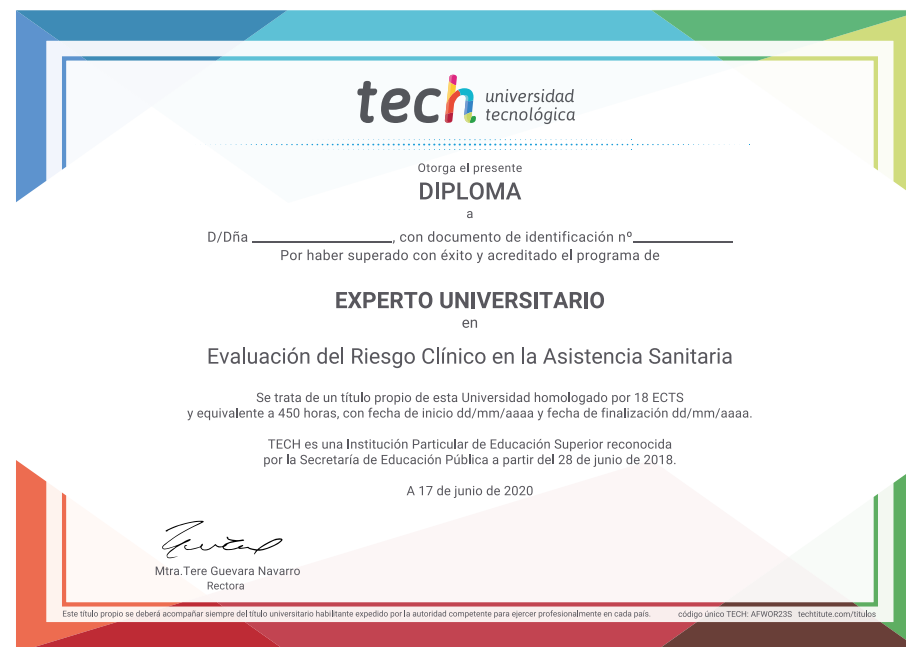 tech universidad
tecnológica
Otorga el presente
DIPLOMA
a
D/Dña ____________________, con documento de identificación nº______________
Por haber superado con éxito y acreditado el programa de
EXPERTO UNIVERSITARIO
en
Evaluación del Riesgo Clínico en la Asistencia Sanitaria
Se trata de un título propio de esta Universidad homologado por 18 ECTS
y equivalente a 450 horas, con fecha de inicio dd/mm/aaaa y fecha de finalización dd/mm/aaaa.
TECH es una Institución Particular de Educación Superior reconocida
por la Secretaría de Educación Pública a partir del 28 de junio de 2018.
A 17 de junio de 2020
Mtra.Tere Guevara Navarro
Rectora
Este título propio se deberá acompañar siempre del título universitario habilitante expedido por la autoridad competente para ejercer profesionalmente en cada país. código único TECH: AFWOR23S techtitute.com/titulos